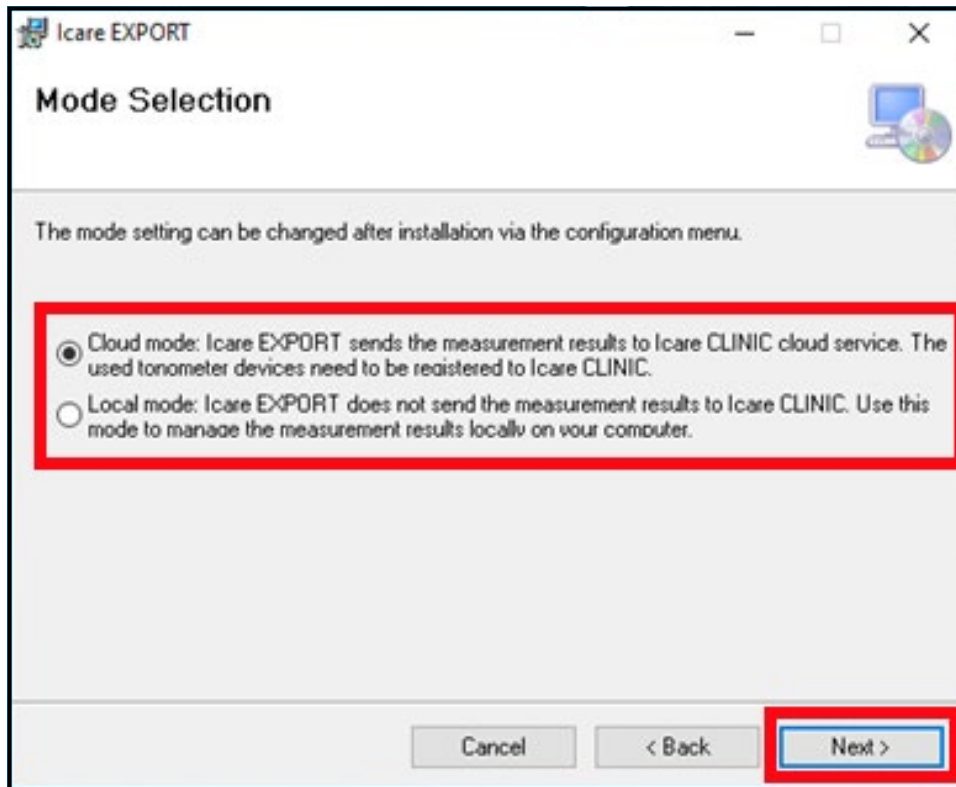 Icare EXPORT
Mode Selection
The mode setting can be changed after installation via the configuration menu.
Cloud mode: Icare EXPORT sends the measurement results to Icare CLINIC cloud service. The
used tonometer devices need to be registered to Icare CLINIC.
Local mode: Icare EXPORT does not send the measurement results to Icare CLINIC. Use this
mode to manage the measurement results locally on your computer.
Cancel
< Back
Next >